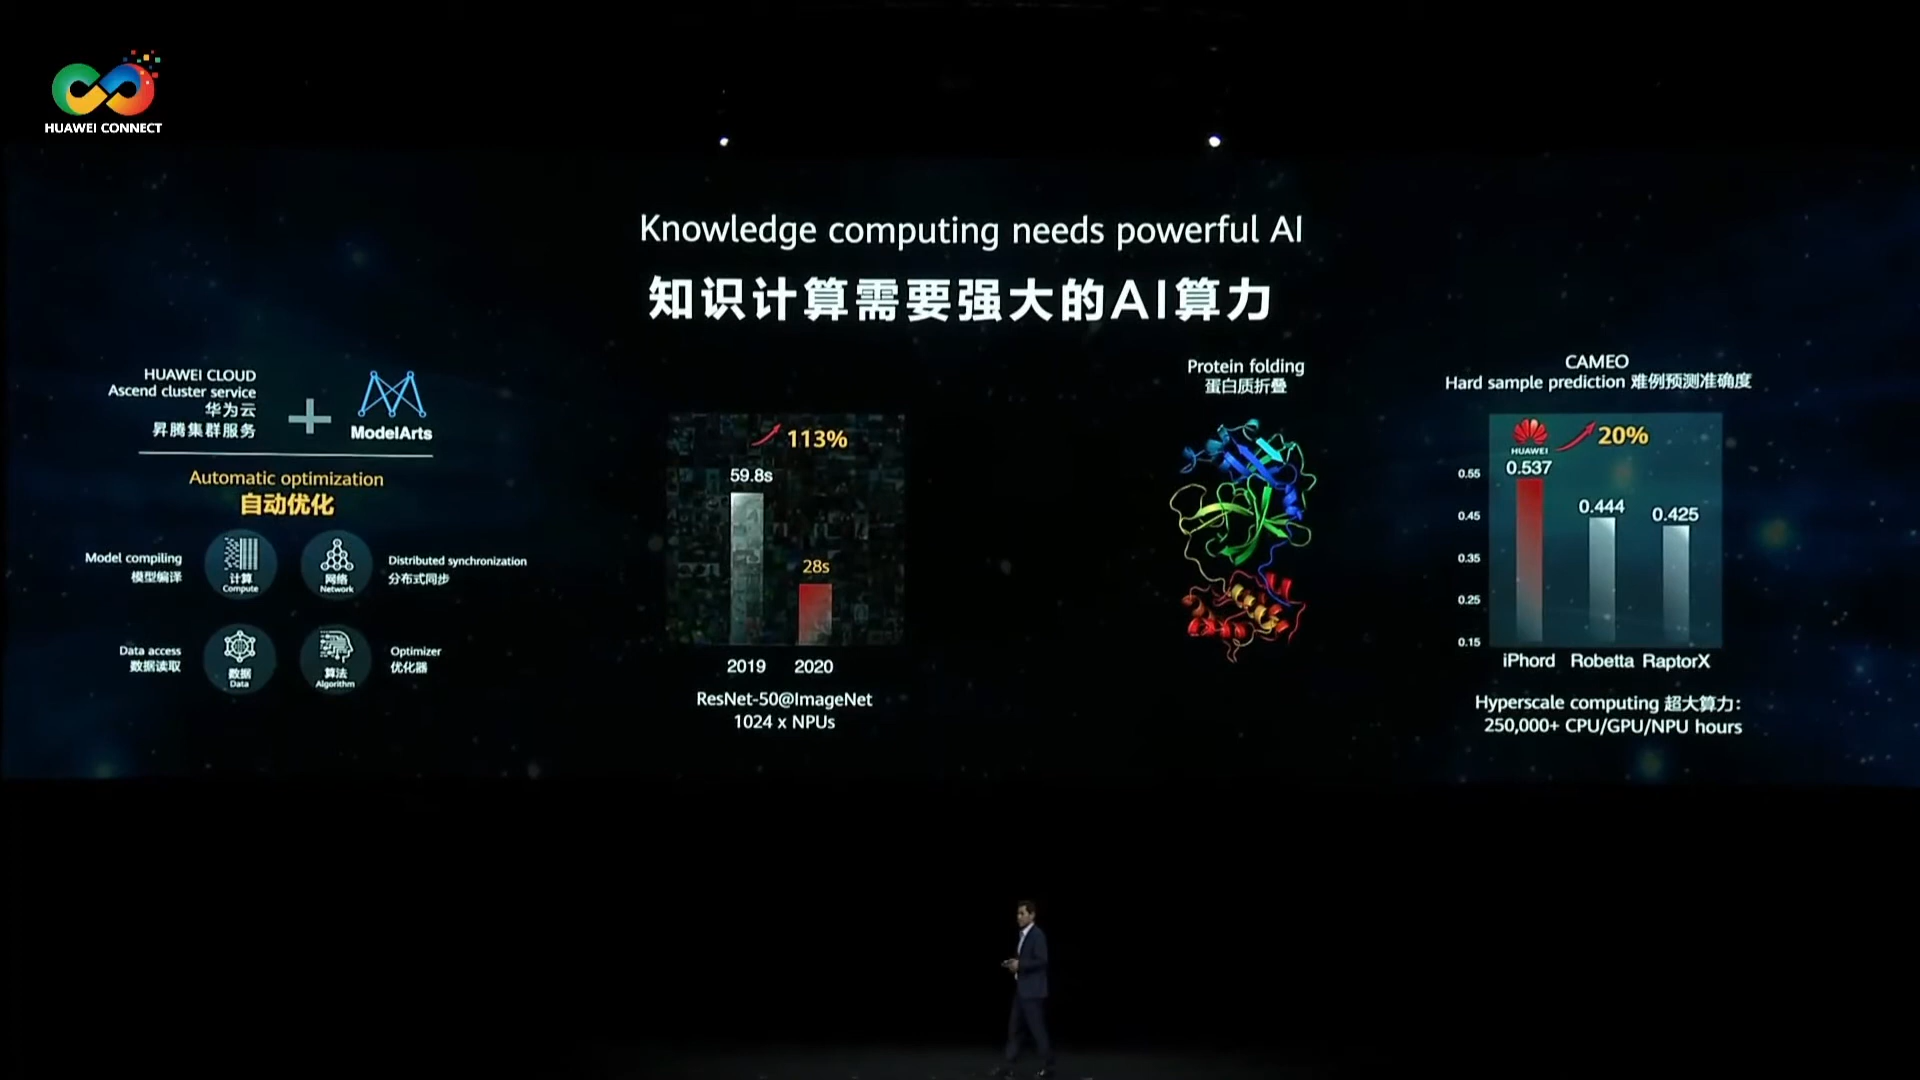 HUAWEI CONNECT
Knowledge computing needs powerful AI
知识计算需要强大的AI算力
HUAWEI CLOUD
Ascend cluster service
华为云
昇腾集群服务
ModelArts
Automatic optimization
自动优化
Model compiling
模型编译
计算
Compute
网络
Network
Distributed synchronization
分布式同步
Data access
数据读取
数据
Data
算法
Algorithm
Optimizer
优化器
113%
59.8s
28s
2019 2020
ResNet-50@ImageNet
1024 x NPUs
Protein folding
蛋白质折叠
CAMEO
Hard sample prediction 难例预测准确度
HUAWEI
20%
0.537
0.444
0.425
0.55
0.45
0.35
0.25
0.15
iPhord Robetta RaptorX
Hyperscale computing 超大算力:
250,000+ CPU/GPU/NPU hours